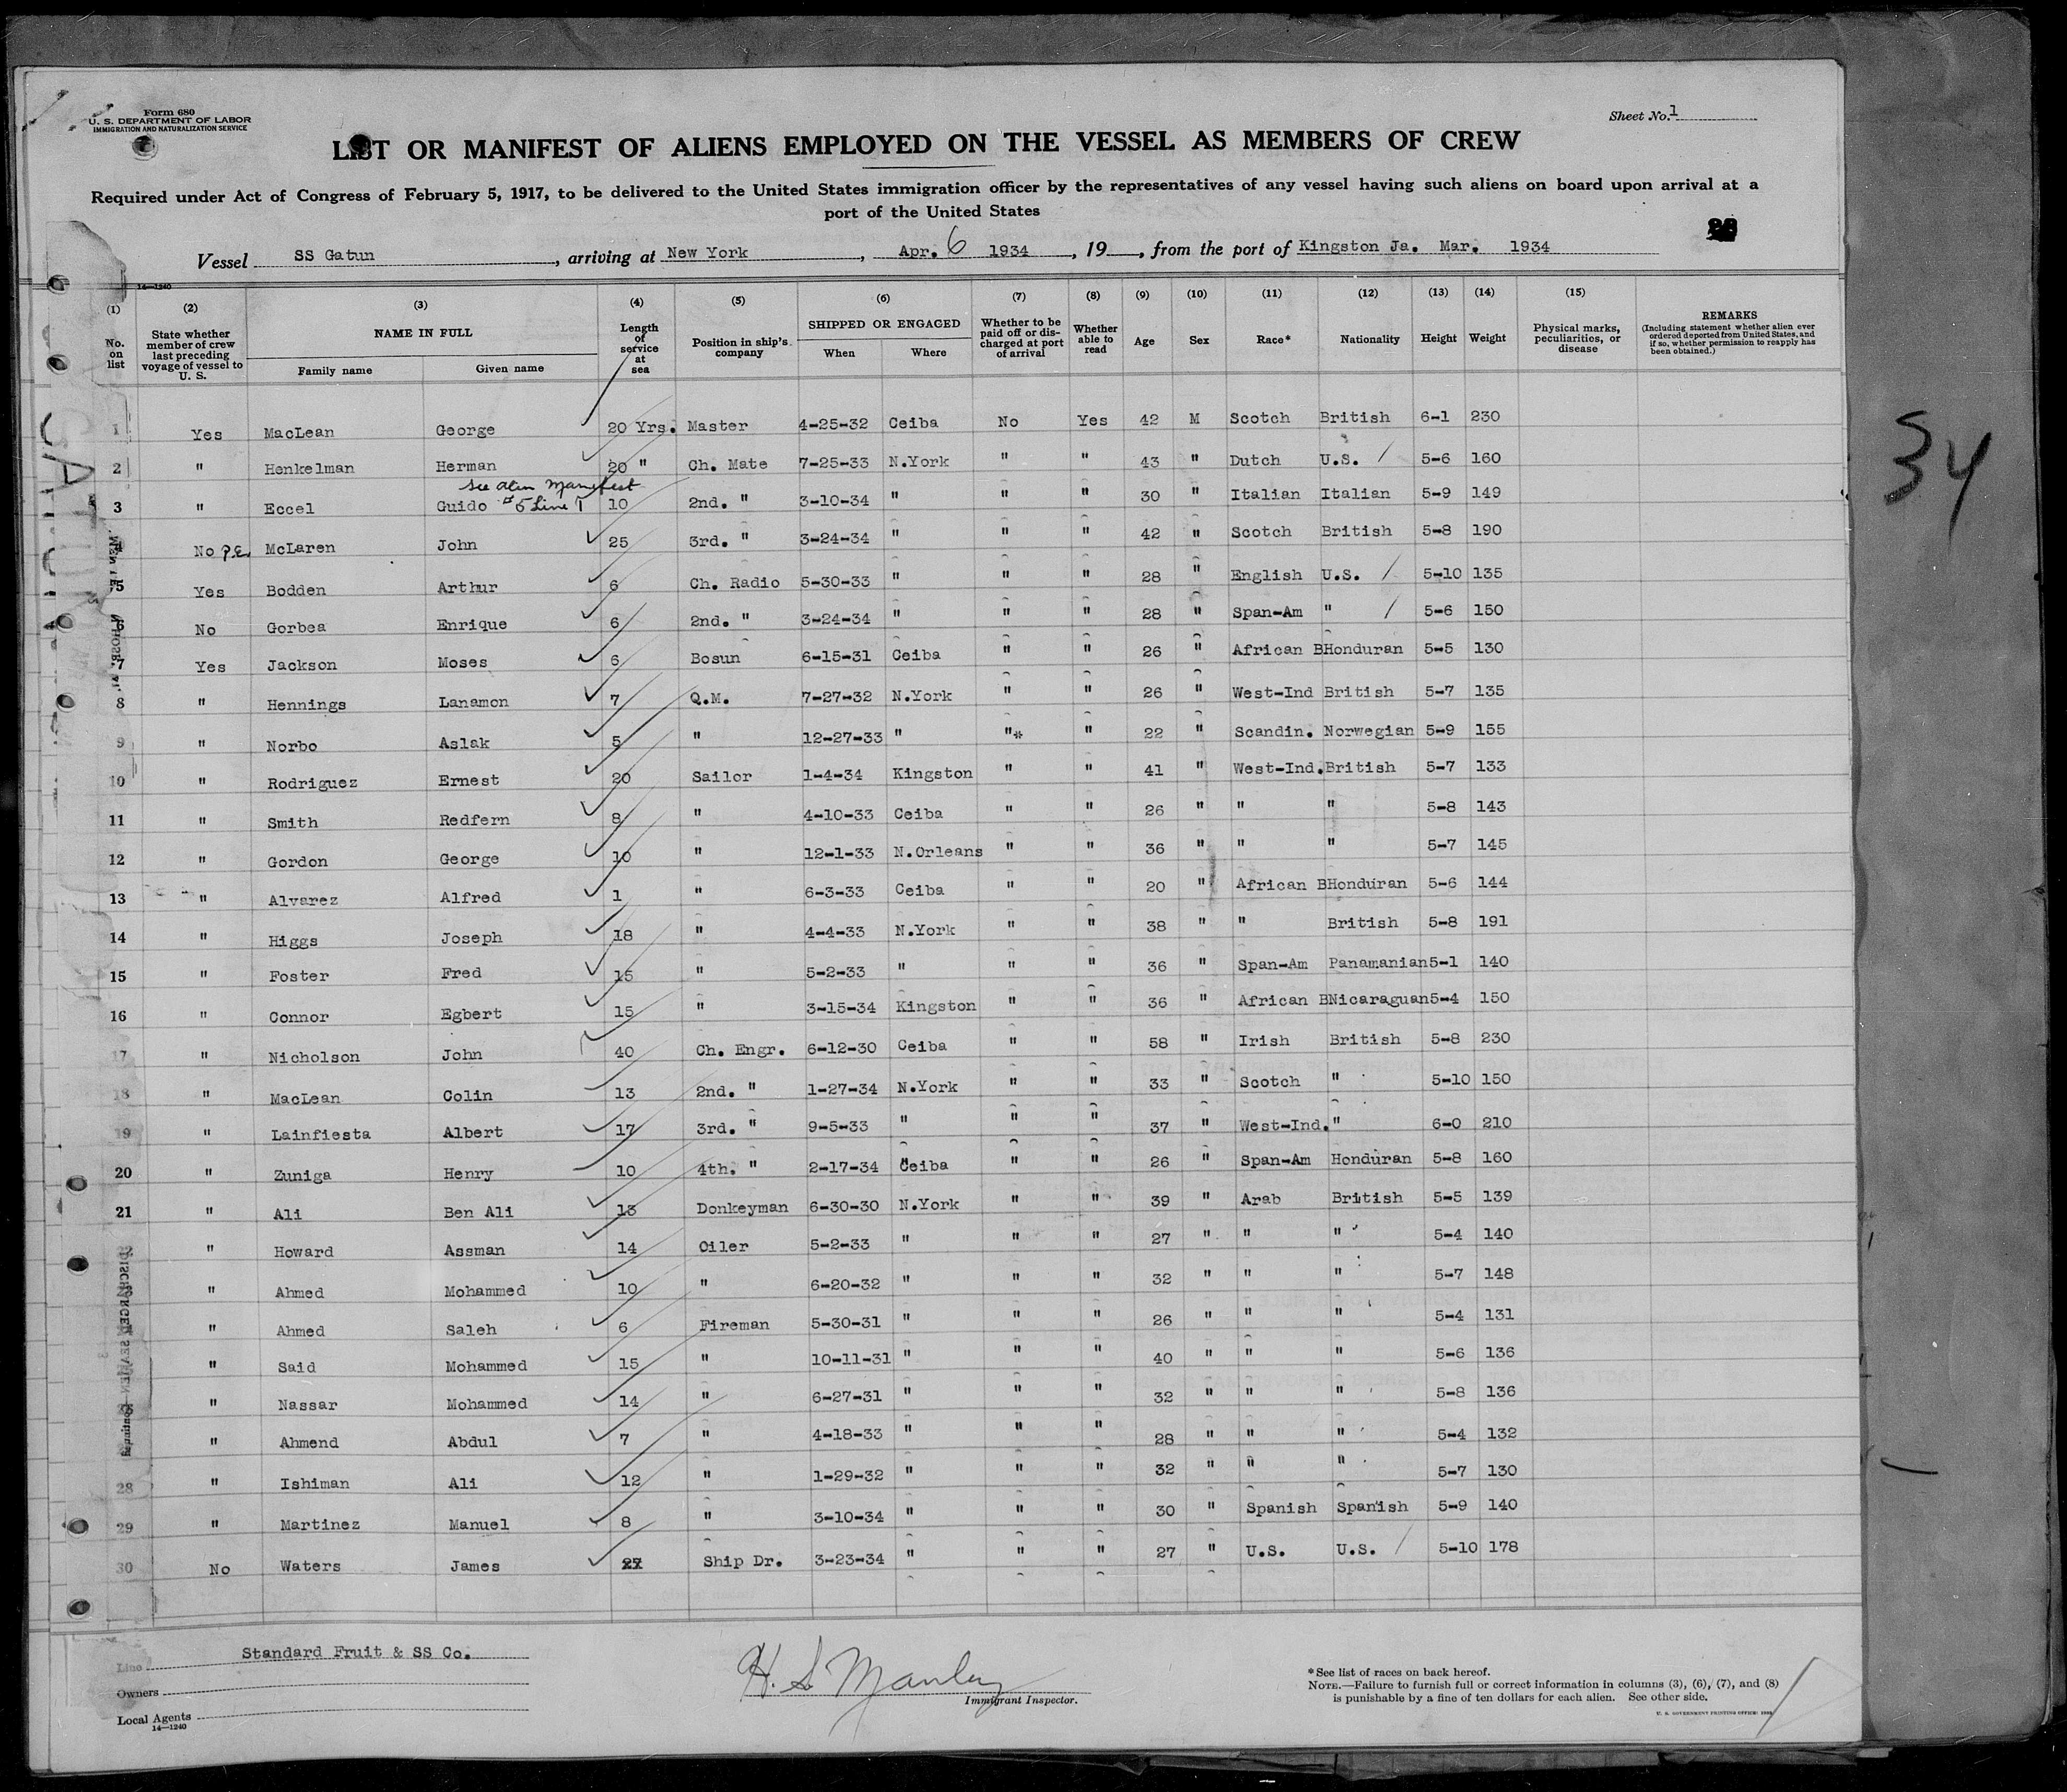 Form 680
U. S. DEPARTMENT OF LABOR
IMMIGRATION AND NATURALIZATION SERVICE
Sheet No. 1
LIST OR MANIFEST OF ALIENS EMPLOYED ON THE VESSEL AS MEMBERS OF CREW
Required under Act of Congress of February 5, 1917, to be delivered to the United States immigration officer by the representatives of any vessel having such aliens on board upon arrival at a
port of the United States
Vessel SS Gatun, arriving at New York, Apr. 6 1934, 19, from the port of Kingston Ja. Mar. 1934
14—1240
(1) (2) (3) (4) (5) (6) (7) (8) (9) (10) (11) (12) (13) (14) (15)
No. on list State whether member of crew last preceding voyage of vessel to U. S. NAME IN FULL Family name Given name Length of service at sea Position in ship's company SHIPPED OR ENGAGED When Where Whether to be paid off or discharged at port of arrival Whether able to read Age Sex Race* Nationality Height Weight Physical marks, peculiarities, or disease REMARKS (Including statement whether alien ever ordered deported from United States, and if so, whether permission to reapply has been obtained.)
1 Yes MacLean George 20 Yrs. Master 4-25-32 Ceiba No Yes 42 M Scotch British 6-1 230
2 " Henkelman Herman 20 " Ch. Mate 7-25-33 N.York " " 43 " Dutch U.S. / 5-6 160
See alien Manifest
3 " Eccel Guido #5 Line 1 10 2nd. " 3-10-34 " " " 30 " Italian Italian 5-9 149
4 No P.E. McLaren John 25 3rd. " 3-24-34 " " " 42 " Scotch British 5-8 190
5 Yes Bodden Arthur 6 Ch. Radio 5-30-33 " " " 28 " English U.S. / 5-10 135
6 No Gorbea Enrique 6 2nd. " 3-24-34 " " " 28 " Span-Am " / 5-6 150
7 Yes Jackson Moses 6 Bosun 6-15-31 Ceiba " " 26 " African B Honduran 5-5 130
8 " Hennings Lanamon 7 Q.M. 7-27-32 N.York " " 26 " West-Ind British 5-7 135
9 " Norbo Aslak 5 " 12-27-33 " "* " 22 " Scandin. Norwegian 5-9 155
10 " Rodriguez Ernest 20 Sailor 1-4-34 Kingston " " 41 " West-Ind. British 5-7 133
11 " Smith Redfern 8 " 4-10-33 Ceiba " " 26 " " " 5-8 143
12 " Gordon George 10 " 12-1-33 N.Orleans " " 36 " " " 5-7 145
13 " Alvarez Alfred 1 " 6-3-33 Ceiba " " 20 " African B Honduran 5-6 144
14 " Higgs Joseph 18 " 4-4-33 N.York " " 38 " " British 5-8 191
15 " Foster Fred 15 " 5-2-33 " " " 36 " Span-Am Panamanian 5-1 140
16 " Connor Egbert 15 " 3-15-34 Kingston " " 36 " African B Nicaraguan 5-4 150
17 " Nicholson John 40 Ch. Engr. 6-12-30 Ceiba " " 58 " Irish British 5-8 230
18 " MacLean Colin 13 2nd. " 1-27-34 N.York " " 33 " Scotch " 5-10 150
19 " Lainfiesta Albert 17 3rd. " 9-5-33 " " " 37 " West-Ind. " 6-0 210
20 " Zuniga Henry 10 4th. " 2-17-34 Ceiba " " 26 " Span-Am Honduran 5-8 160
21 " Ali Ben Ali 13 Donkeyman 6-30-30 N.York " " 39 " Arab British 5-5 139
" Howard Assman 14 Oiler 5-2-33 " " " 27 " " " 5-4 140
" Ahmed Mohammed 10 " 6-20-32 " " " 32 " " " 5-7 148
" Ahmed Saleh 6 Fireman 5-30-31 " " " 26 " " " 5-4 131
" Said Mohammed 15 " 10-11-31 " " " 40 " " " 5-6 136
" Nassar Mohammed 14 " 6-27-31 " " " 32 " " " 5-8 136
" Ahmend Abdul 7 " 4-18-33 " " " 28 " " " 5-4 132
28 " Ishiman Ali 12 " 1-29-32 " " " 32 " " " 5-7 130
29 " Martinez Manuel 8 " 3-10-34 " " " 30 " Spanish Spanish 5-9 140
30 No Waters James Ship Dr. 3-23-34 " " " 27 " U.S. U.S. / 5-10 178
Line Standard Fruit & SS Co.
Owners
Local Agents
14—1240
H. S. Manley
Immigrant Inspector.
*See list of races on back hereof.
NOTE.—Failure to furnish full or correct information in columns (3), (6), (7), and (8)
is punishable by a fine of ten dollars for each alien. See other side.
U. S. GOVERNMENT PRINTING OFFICE
34
GATUN